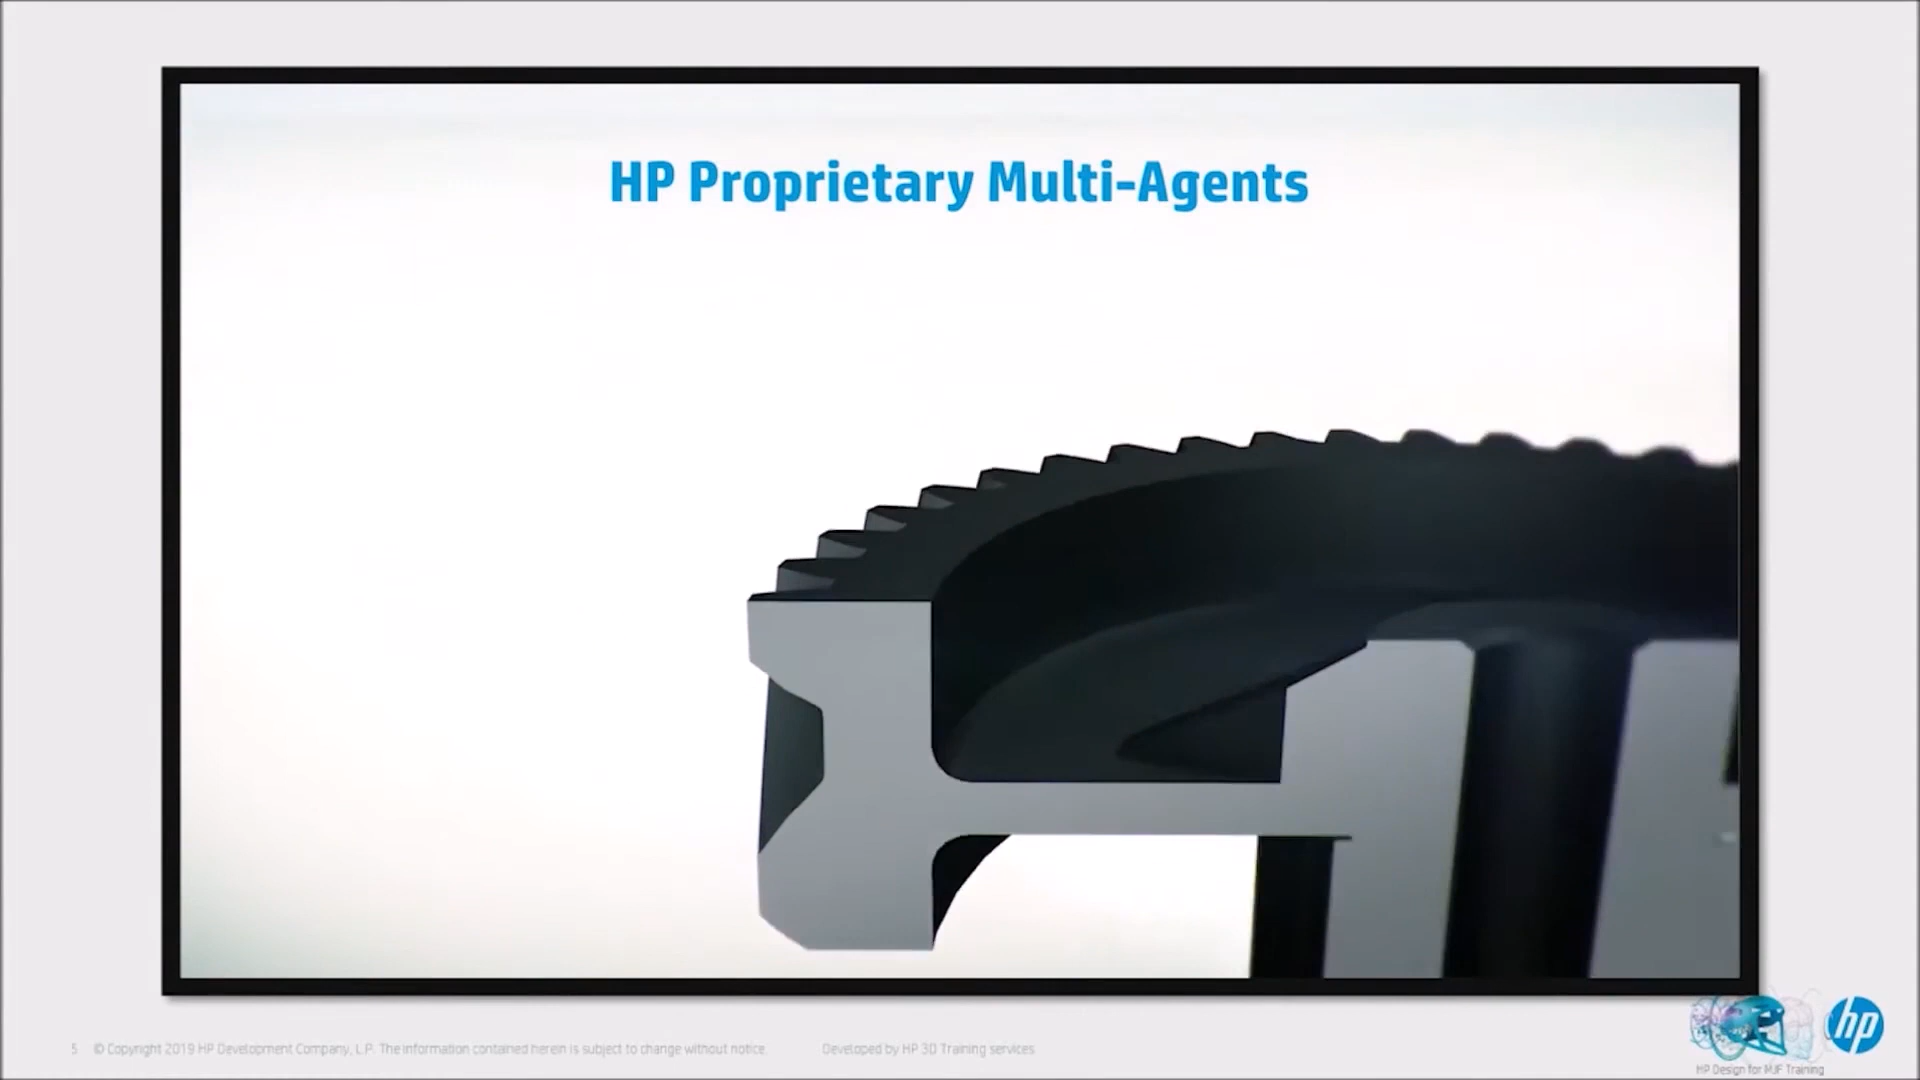 HP Proprietary Multi-Agents
5 © Copyright 2019 HP Development Company, L.P. The information contained herein is subject to change without notice. Developed by HP 3D Training services
hp
HP Design for MJF Training